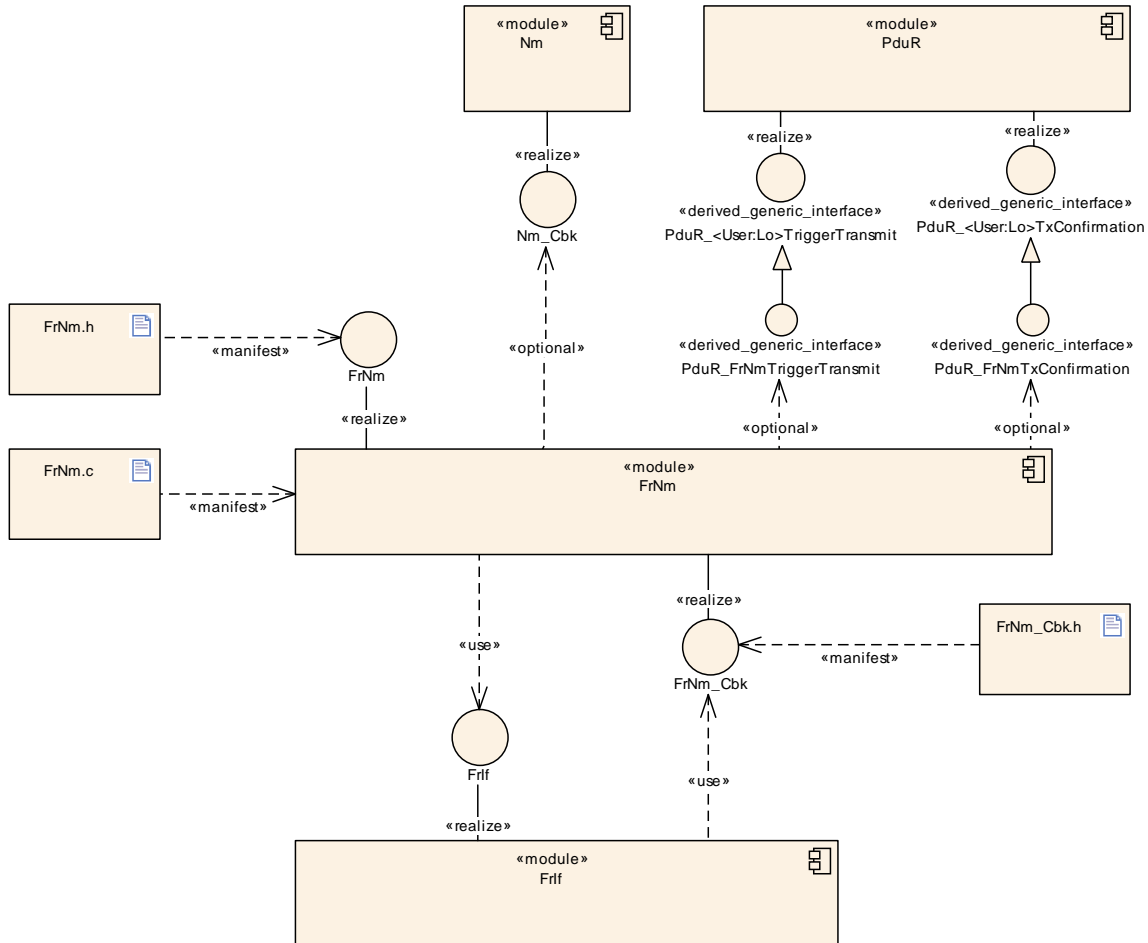 «module»
Nm
«module»
PduR
«realize»
«realize»
«realize»
Nm_Cbk
«derived_generic_interface»
PduR_<User:Lo>TriggerTransmit
«derived_generic_interface»
PduR_<User:Lo>TxConfirmation
FrNm.h
«manifest»
FrNm
«optional»
«derived_generic_interface»
PduR_FrNmTriggerTransmit
«derived_generic_interface»
PduR_FrNmTxConfirmation
«realize»
«optional»
«optional»
FrNm.c
«manifest»
«module»
FrNm
«realize»
«use»
FrNm_Cbk
FrNm_Cbk.h
«manifest»
FrIf
«use»
«realize»
«module»
FrIf